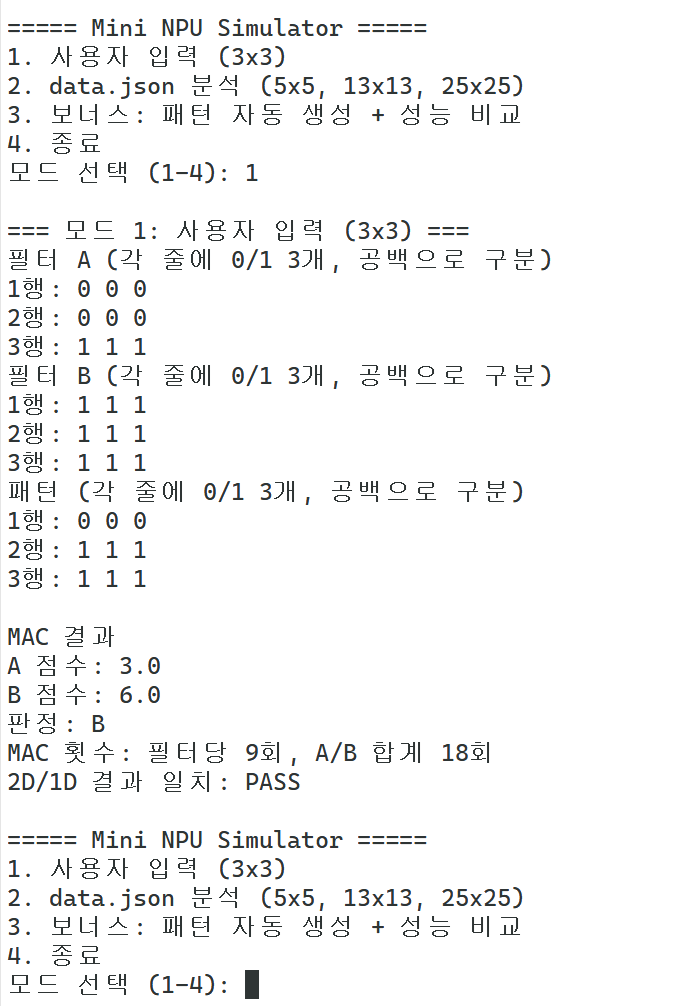 ===== Mini NPU Simulator =====
1. 사용자 입력 (3x3)
2. data.json 분석 (5x5, 13x13, 25x25)
3. 보너스: 패턴 자동 생성 + 성능 비교
4. 종료
모드 선택 (1-4): 1

=== 모드 1: 사용자 입력 (3x3) ===
필터 A (각 줄에 0/1 3개, 공백으로 구분)
1행: 0 0 0
2행: 0 0 0
3행: 1 1 1
필터 B (각 줄에 0/1 3개, 공백으로 구분)
1행: 1 1 1
2행: 1 1 1
3행: 1 1 1
패턴 (각 줄에 0/1 3개, 공백으로 구분)
1행: 0 0 0
2행: 1 1 1
3행: 1 1 1

MAC 결과
A 점수: 3.0
B 점수: 6.0
판정: B
MAC 횟수: 필터당 9회, A/B 합계 18회
2D/1D 결과 일치: PASS

===== Mini NPU Simulator =====
1. 사용자 입력 (3x3)
2. data.json 분석 (5x5, 13x13, 25x25)
3. 보너스: 패턴 자동 생성 + 성능 비교
4. 종료
모드 선택 (1-4):